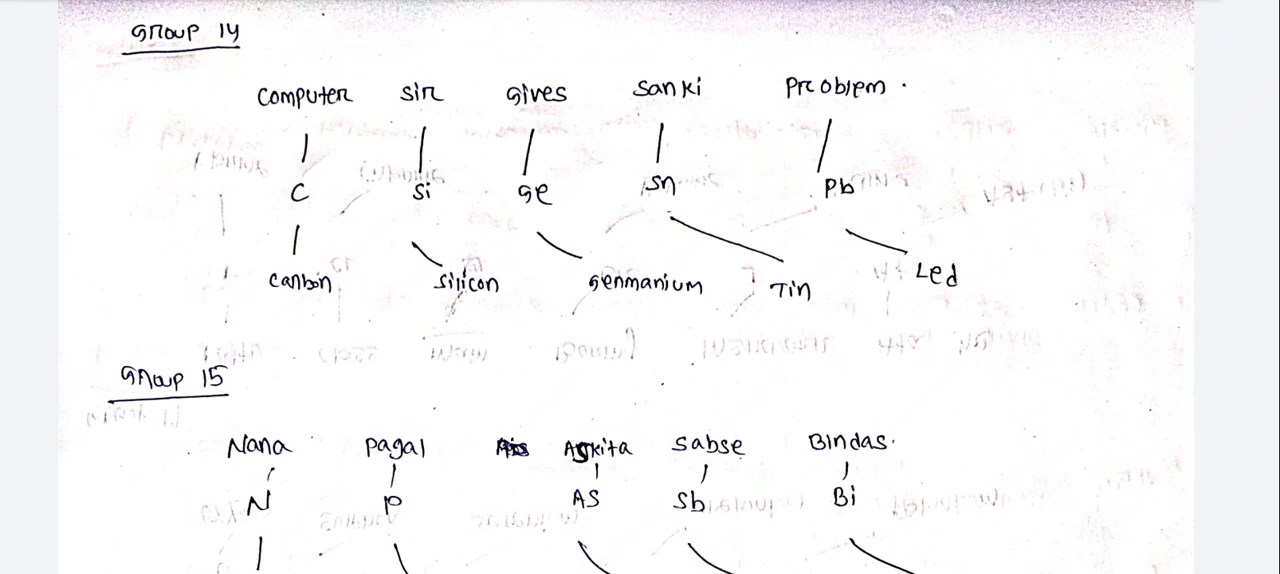 Group 14
Computer Sir Gives Sanki Problem.
C Si Ge Sn Pb
Carbon Silicon Germanium Tin Led
Group 15
Nana Pagal Sabse Bindas.
N P AS Sb Bi